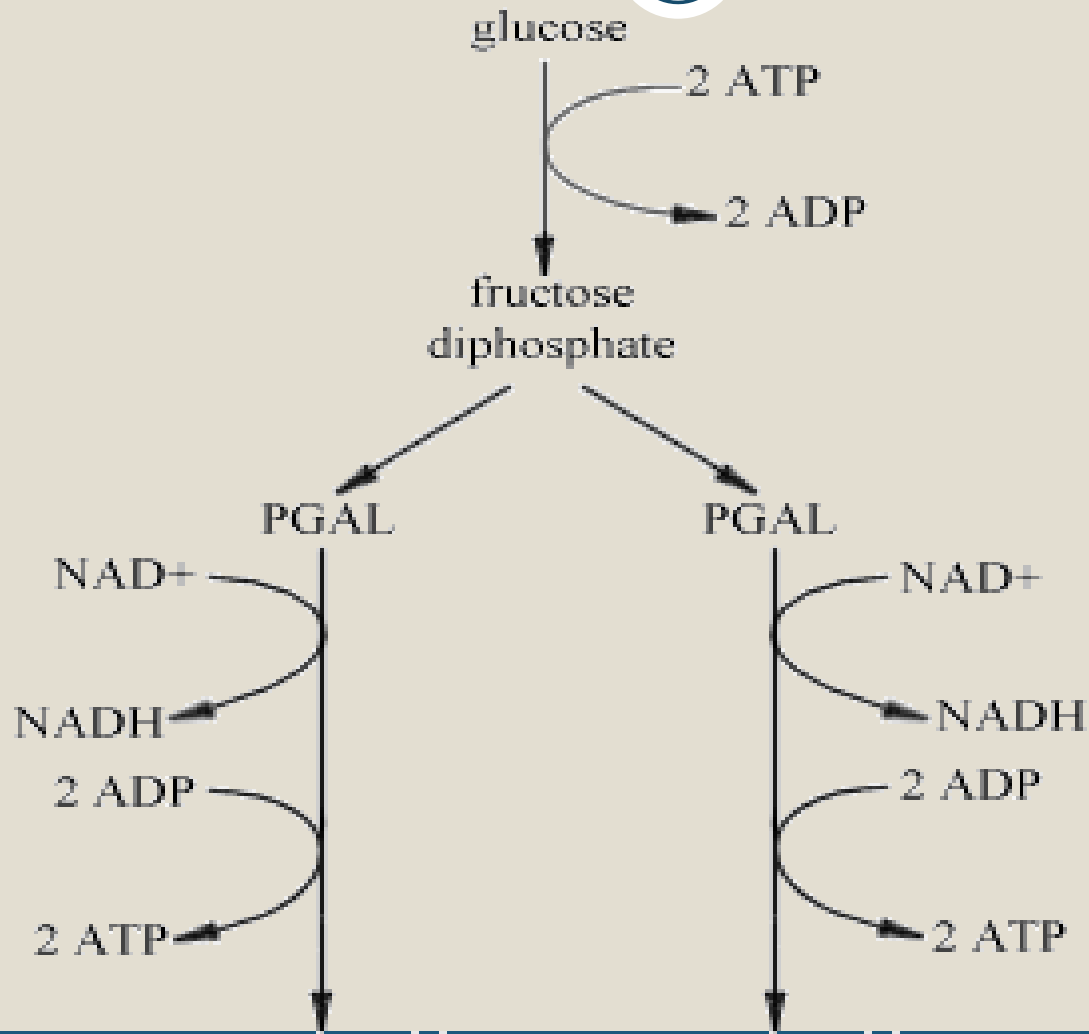 glucose
2 ATP
2 ADP
fructose
diphosphate
PGAL
PGAL
NAD+
NAD+
NADH
NADH
2 ADP
2 ADP
2 ATP
2 ATP